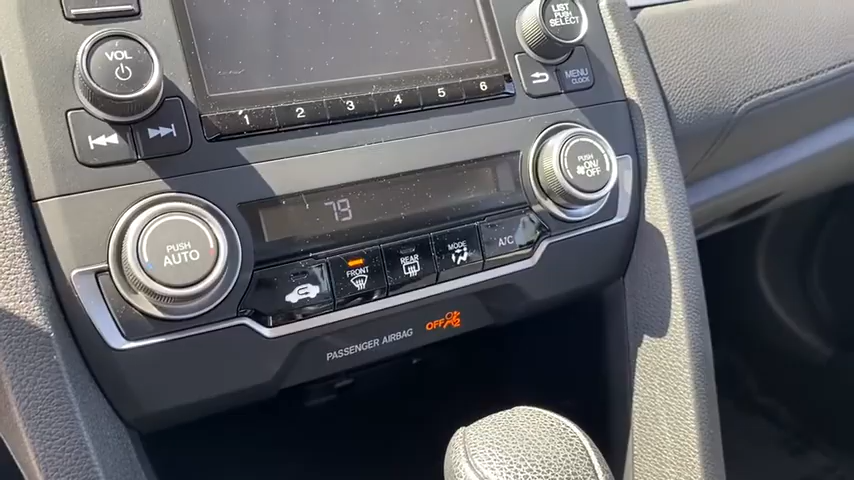 VOL
LIST
PUSH
SELECT
MENU
CLOCK
1 2 3 4 5 6
PUSH
ON/OFF
79
PUSH
AUTO
FRONT
REAR
MODE
A/C
PASSENGER AIRBAG
OFF 2